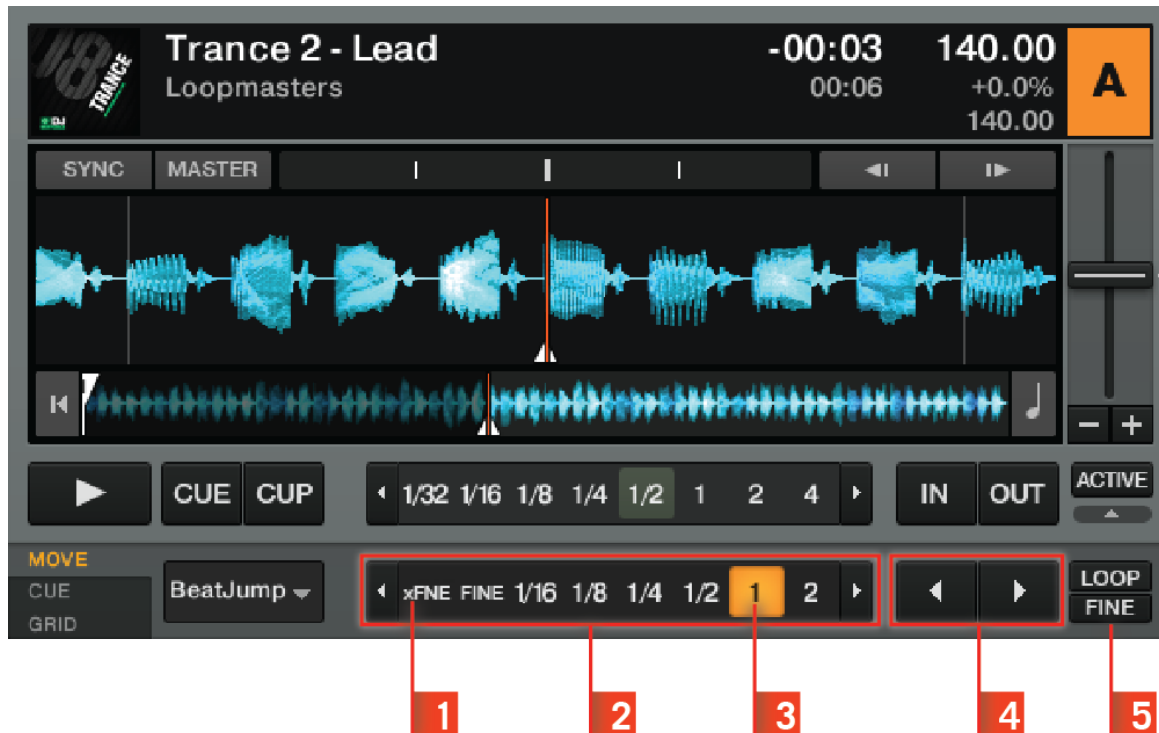 18
TRANCE
Trance 2 - Lead
Loopmasters
-00:03
00:06
140.00
+0.0%
140.00
A
SYNC MASTER
CUE CUP
1/32 1/16 1/8 1/4 1/2 1 2 4
IN OUT
ACTIVE
MOVE
CUE
GRID
BeatJump
xFNE FINE 1/16 1/8 1/4 1/2 1 2
LOOP
FINE
1 2 3 4 5